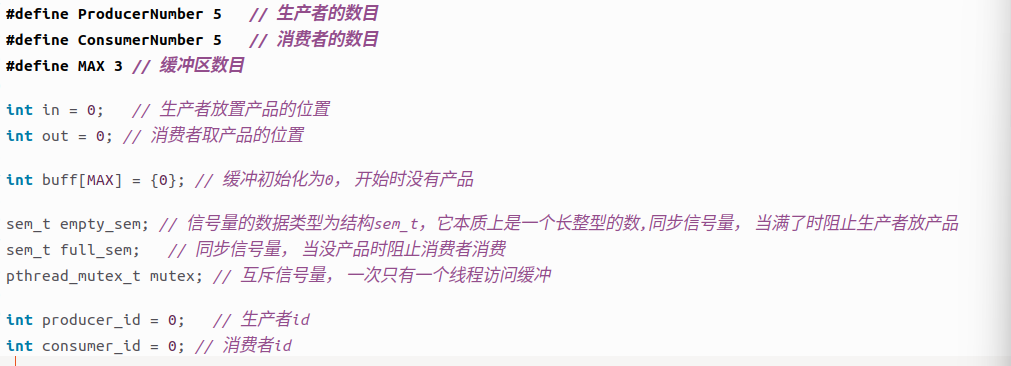 #define ProducerNumber 5   // 生产者的数目
#define ConsumerNumber 5   // 消费者的数目
#define MAX 3 // 缓冲区数目
int in = 0;   // 生产者放置产品的位置
int out = 0; // 消费者取产品的位置
int buff[MAX] = {0}; // 缓冲初始化为0， 开始时没有产品
sem_t empty_sem; // 信号量的数据类型为结构sem_t，它本质上是一个长整型的数,同步信号量， 当满了时阻止生产者放产品
sem_t full_sem;   // 同步信号量， 当没产品时阻止消费者消费
pthread_mutex_t mutex; // 互斥信号量， 一次只有一个线程访问缓冲
int producer_id = 0;   // 生产者id
int consumer_id = 0; // 消费者id